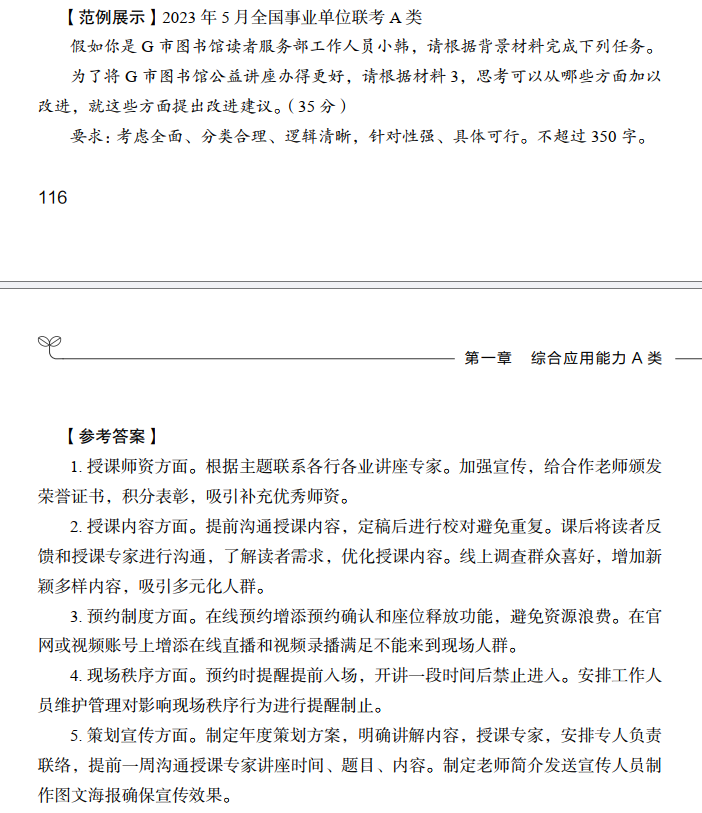 【范例展示】2023 年 5 月全国事业单位联考 A 类
假如你是 G 市图书馆读者服务部工作人员小韩，请根据背景材料完成下列任务。
为了将 G 市图书馆公益讲座办得更好，请根据材料 3，思考可以从哪些方面加以
改进，就这些方面提出改进建议。（35 分）
要求：考虑全面、分类合理、逻辑清晰，针对性强、具体可行。不超过 350 字。
116
第一章 综合应用能力 A 类
【参考答案】
1. 授课师资方面。根据主题联系各行各业讲座专家。加强宣传，给合作老师颁发
荣誉证书，积分表彰，吸引补充优秀师资。
2. 授课内容方面。提前沟通授课内容，定稿后进行校对避免重复。课后将读者反
馈和授课专家进行沟通，了解读者需求，优化授课内容。线上调查群众喜好，增加新
颖多样内容，吸引多元化人群。
3. 预约制度方面。在线预约增添预约确认和座位释放功能，避免资源浪费。在官
网或视频账号上增添在线直播和视频录播满足不能来到现场人群。
4. 现场秩序方面。预约时提醒提前入场，开讲一段时间后禁止进入。安排工作人
员维护管理对影响现场秩序行为进行提醒制止。
5. 策划宣传方面。制定年度策划方案，明确讲解内容，授课专家，安排专人负责
联络，提前一周沟通授课专家讲座时间、题目、内容。制定老师简介发送宣传人员制
作图文海报确保宣传效果。